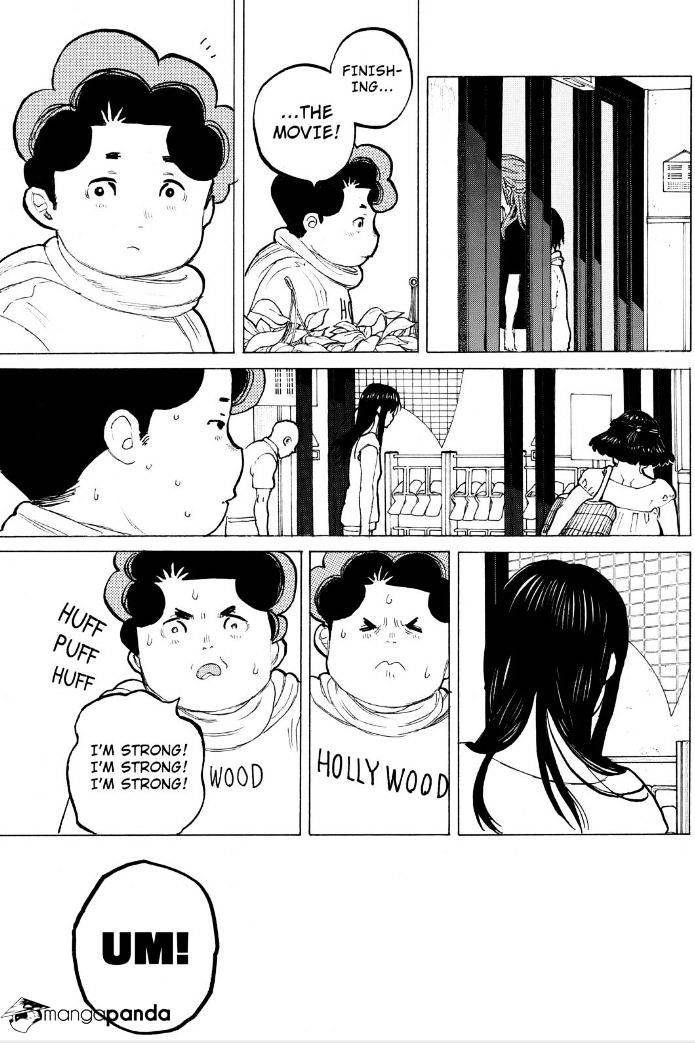 FINISH-
ING...
...THE
MOVIE!
H
HOLLYWOOD
HUFF
PUFF
HUFF
I'M STRONG!
I'M STRONG!
I'M STRONG!
WOOD
UM!
mangapanda